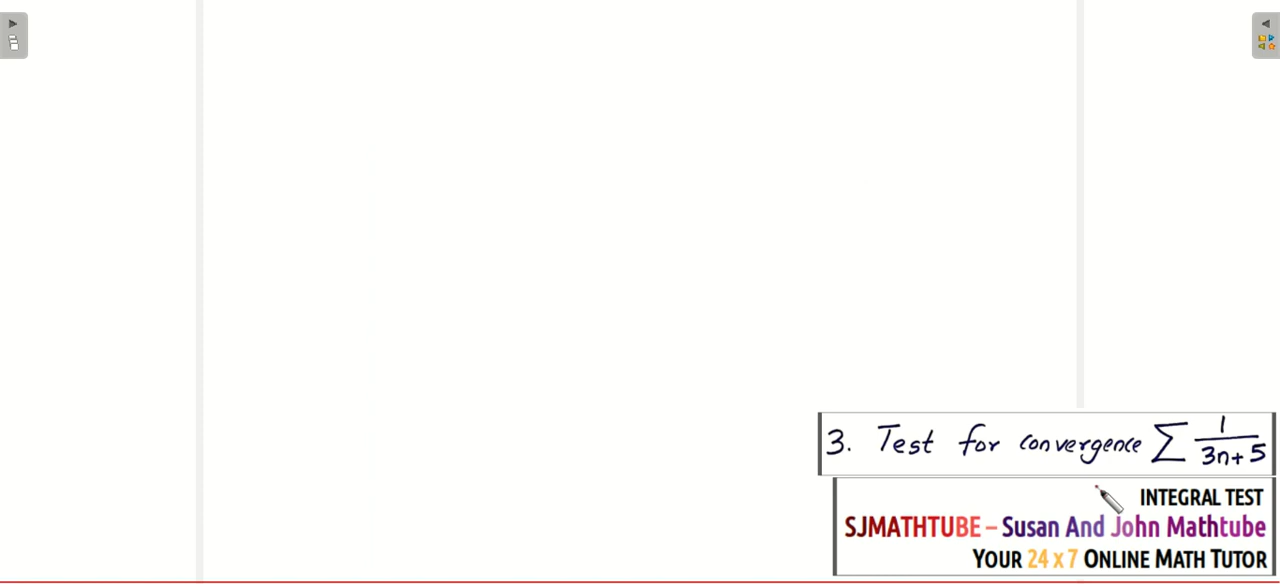 3. Test for convergence ∑ 1/(3n+5)
INTEGRAL TEST
SJMATHTUBE – Susan And John Mathtube
YOUR 24 x 7 ONLINE MATH TUTOR